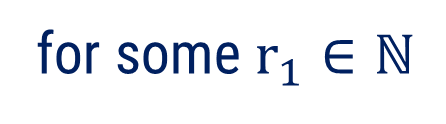 for some r₁ ∈ ℕ